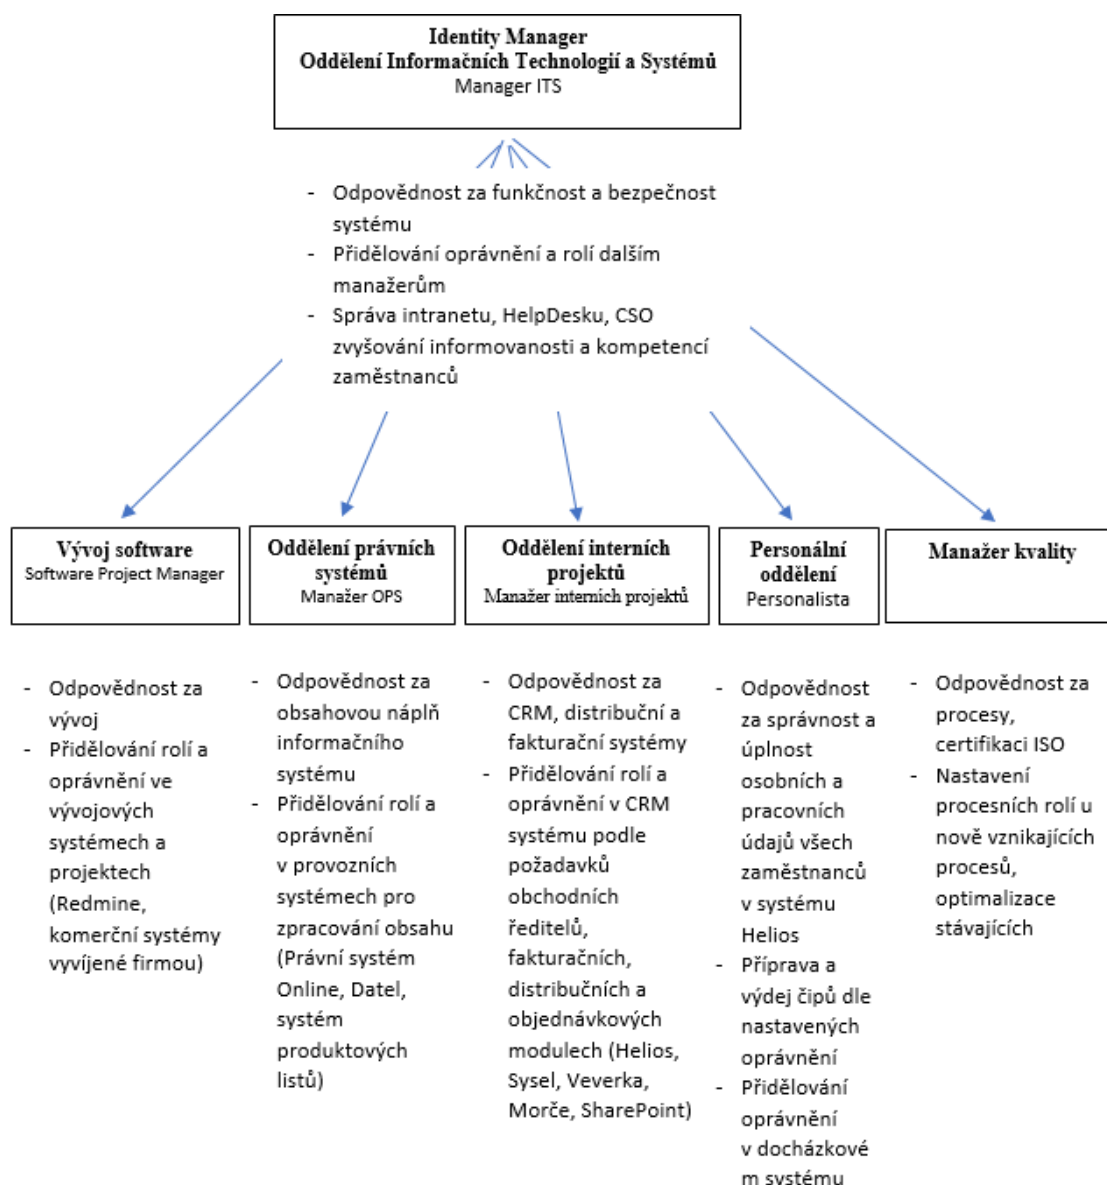 Identity Manager
Oddělení Informačních Technologií a Systémů
Manager ITS
- Odpovědnost za funkčnost a bezpečnost
systému
- Přidělování oprávnění a rolí dalším
manažerům
- Správa intranetu, HelpDesku, CSO
zvyšování informovanosti a kompetencí
zaměstnanců
Vývoj software
Software Project Manager
Oddělení právních
systémů
Manažer OPS
Oddělení interních
projektů
Manažer interních projektů
Personální
oddělení
Personalista
Manažer kvality
- Odpovědnost za
vývoj
- Přidělování rolí a
oprávnění ve
vývojových
systémech a
projektech
(Redmine,
komerční systémy
vyvíjené firmou)
- Odpovědnost za
obsahovou náplň
informačního
systému
- Přidělování rolí a
oprávnění
v provozních
systémech pro
zpracování obsahu
(Právní systém
Online, Datel,
systém
produktových
listů)
- Odpovědnost za
CRM, distribuční a
fakturační systémy
- Přidělování rolí a
oprávnění v CRM
systému podle
požadavků
obchodních
ředitelů,
fakturačních,
distribučních a
objednávkových
modulech (Helios,
Sysel, Veverka,
Morče, SharePoint)
- Odpovědnost
za správnost a
úplnost
osobních a
pracovních
údajů všech
zaměstnanců
v systému
Helios
- Příprava a
výdej čipů dle
nastavených
oprávnění
- Přidělování
oprávnění
v docházkové
m systému
- Odpovědnost za
procesy,
certifikaci ISO
- Nastavení
procesních rolí u
nově vznikajících
procesů,
optimalizace
stávajících